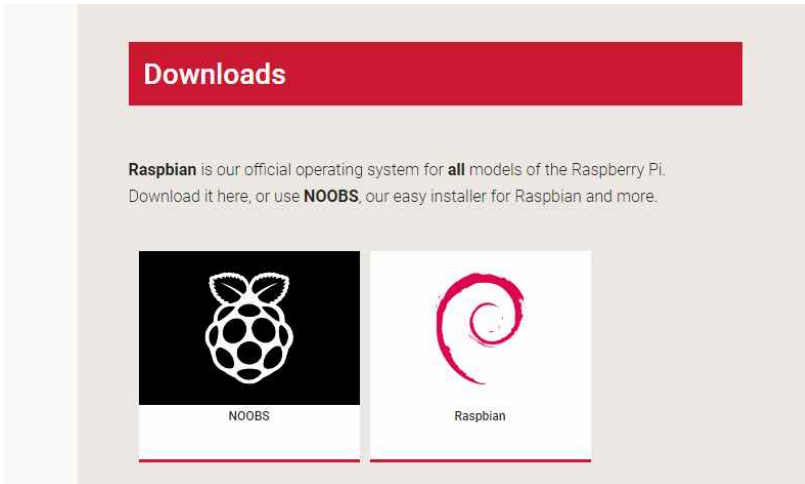 Downloads
Raspbian is our official operating system for all models of the Raspberry Pi.
Download it here, or use NOOBS, our easy installer for Raspbian and more.
NOOBS
Raspbian